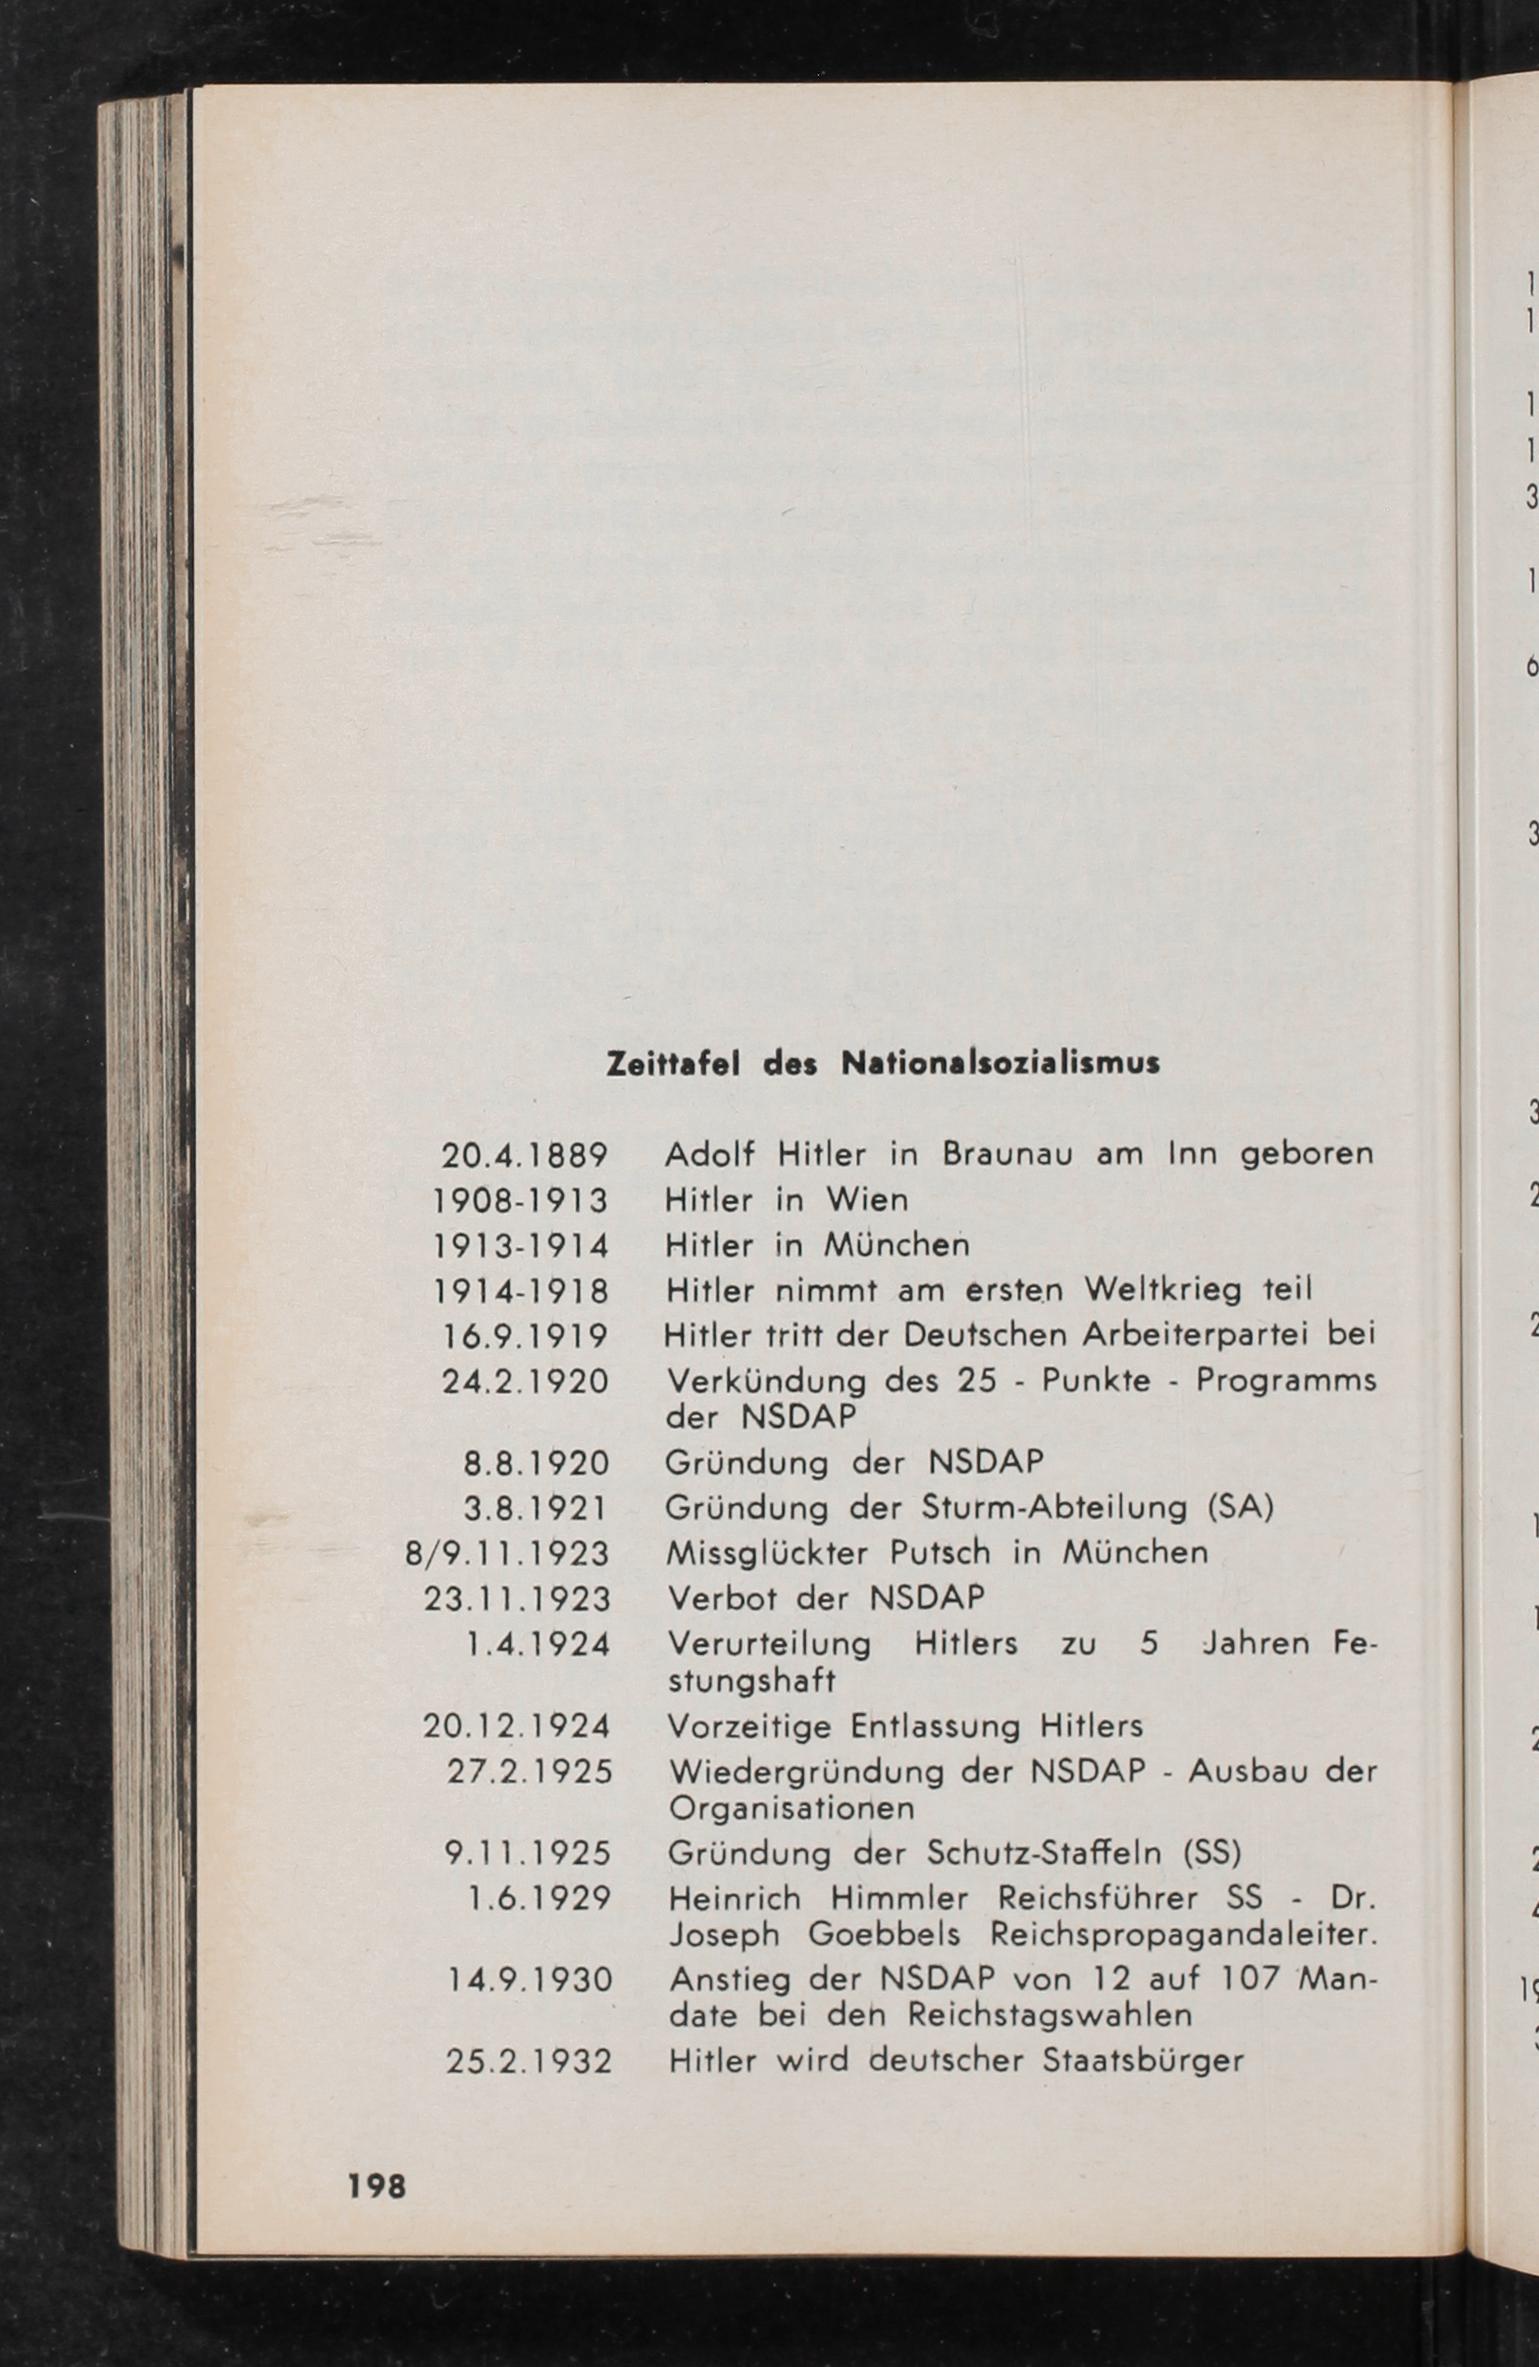 Zeittafel des Nationalsozialismus
20.4.1889 Adolf Hitler in Braunau am Inn geboren
1908-1913 Hitler in Wien
1913-1914 Hitler in München
1914-1918 Hitler nimmt am ersten Weltkrieg teil
16.9.1919 Hitler tritt der Deutschen Arbeiterpartei bei
24.2.1920 Verkündung des 25 - Punkte - Programms
der NSDAP
8.8.1920 Gründung der NSDAP
3.8.1921 Gründung der Sturm-Abteilung (SA)
8/9.11.1923 Missglückter Putsch in München
23.11.1923 Verbot der NSDAP
1.4.1924 Verurteilung Hitlers zu 5 Jahren Fe-
stungshaft
20.12.1924 Vorzeitige Entlassung Hitlers
27.2.1925 Wiedergründung der NSDAP - Ausbau der
Organisationen
9.11.1925 Gründung der Schutz-Staffeln (SS)
1.6.1929 Heinrich Himmler Reichsführer SS - Dr.
Joseph Goebbels Reichspropagandaleiter.
14.9.1930 Anstieg der NSDAP von 12 auf 107 Man-
date bei den Reichstagswahlen
25.2.1932 Hitler wird deutscher Staatsbürger
198